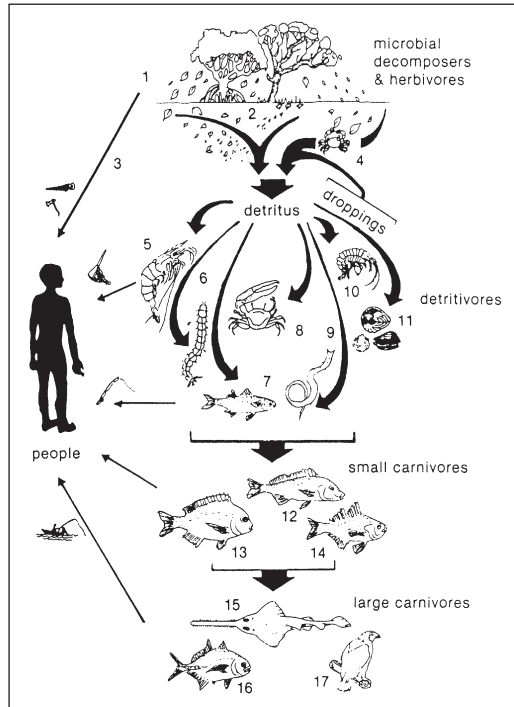 microbial
decomposers
& herbivores
1
2
3
4
detritus
droppings
5
6
10
detritivores
11
8
9
7
people
small carnivores
12
13
14
15
large carnivores
16
17